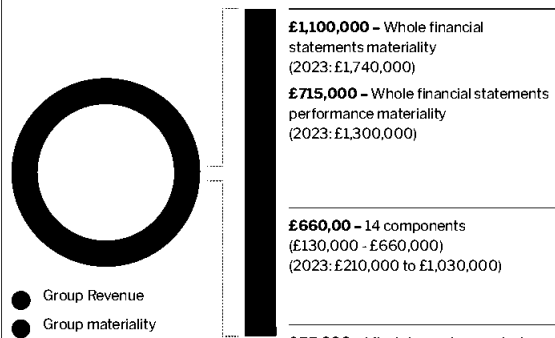 £1,100,000 – Whole financial
statements materiality
(2023: £1,740,000)
£715,000 – Whole financial statements
performance materiality
(2023: £1,300,000)
£660,00 – 14 components
(£130,000 - £660,000)
(2023: £210,000 to £1,030,000)
Group Revenue
Group materiality